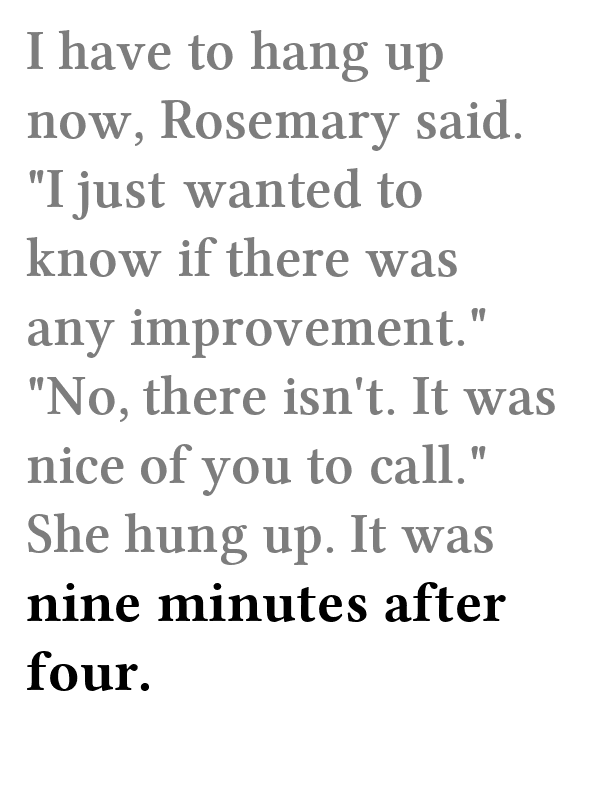 I have to hang up
now, Rosemary said.
"I just wanted to
know if there was
any improvement."
"No, there isn't. It was
nice of you to call."
She hung up. It was
nine minutes after
four.